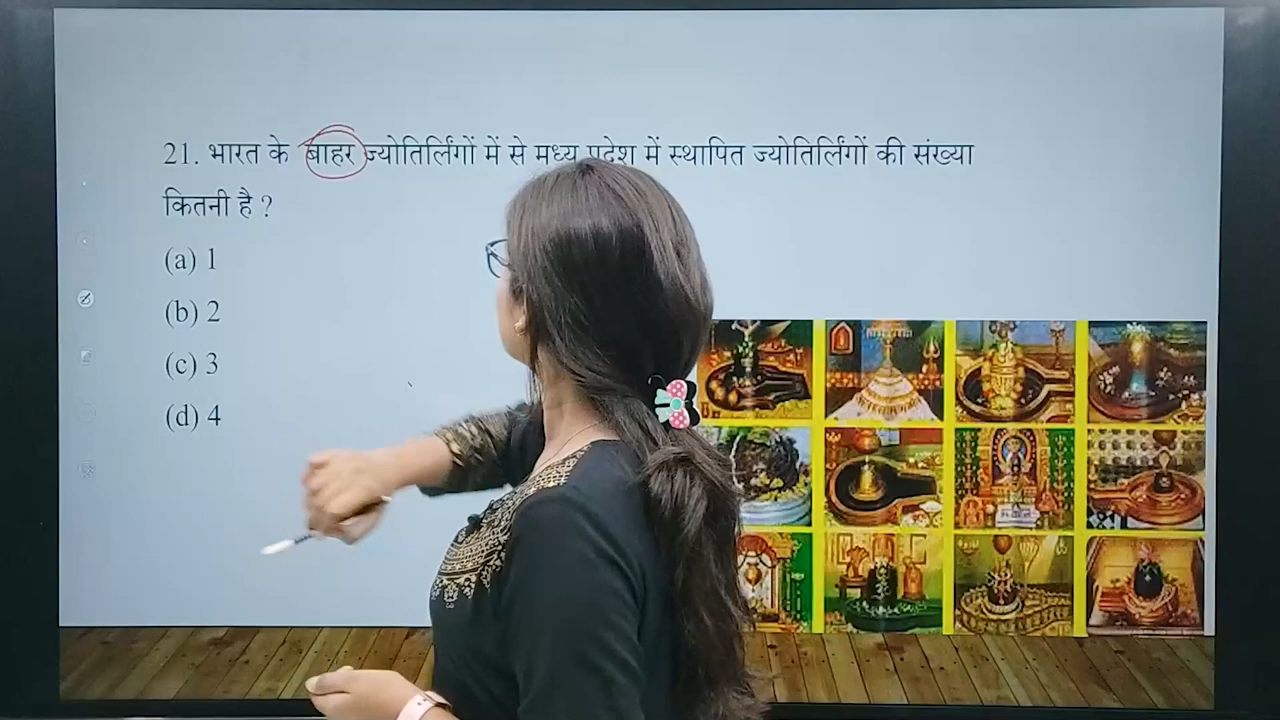 21. भारत के बाहर ज्योतिर्लिंगों में से मध्य प्रदेश में स्थापित ज्योतिर्लिंगों की संख्या
कितनी है ?
(a) 1
(b) 2
(c) 3
(d) 4